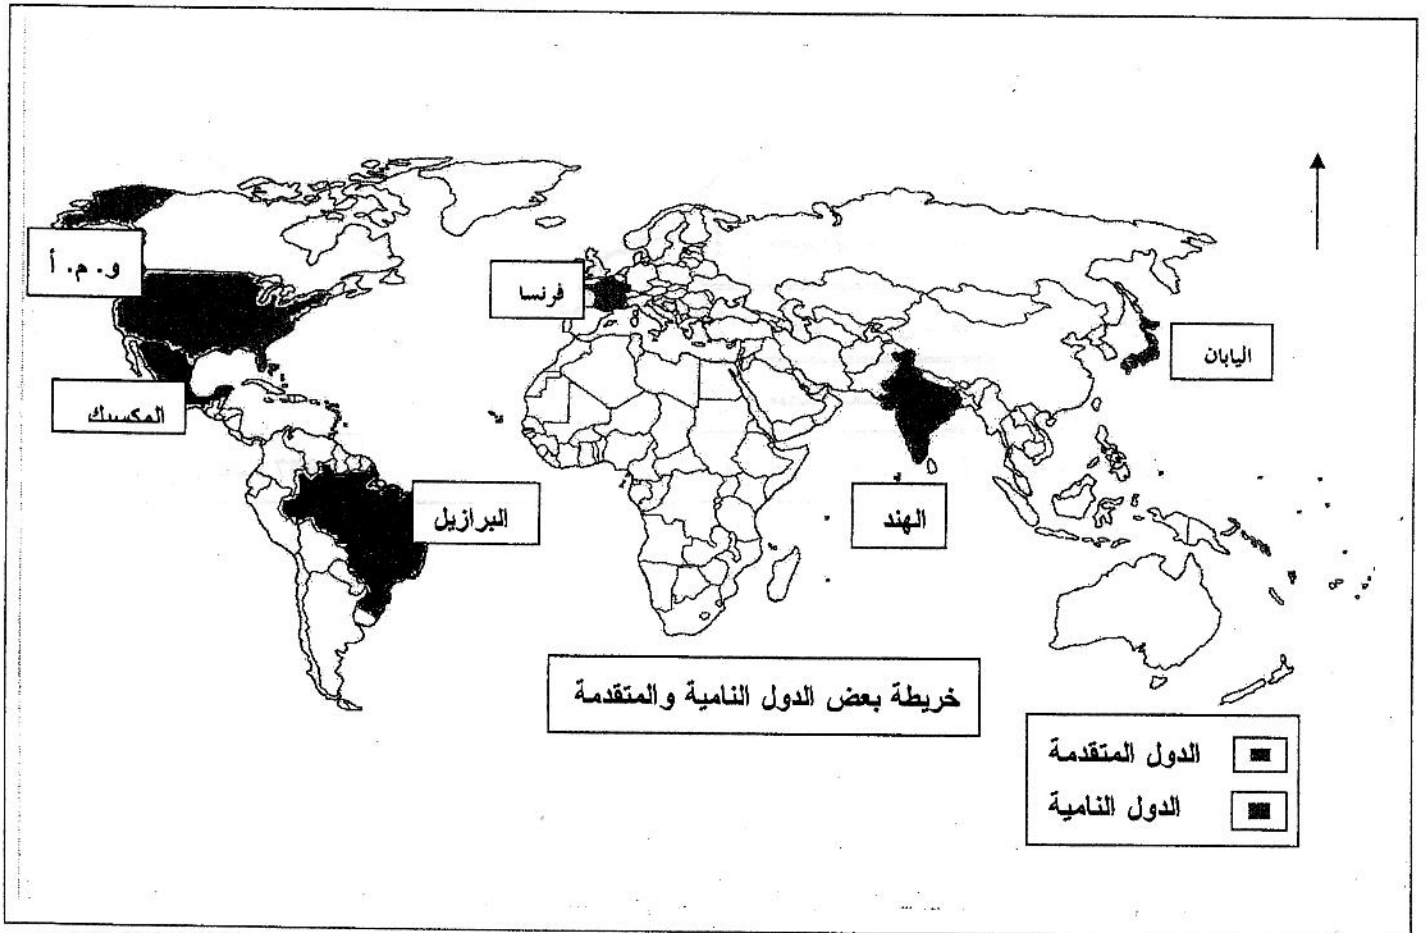 و. م. أ
فرنسا
اليابان
المكسيك
البرازيل
الهند
خريطة بعض الدول النامية والمتقدمة
الدول المتقدمة
الدول النامية